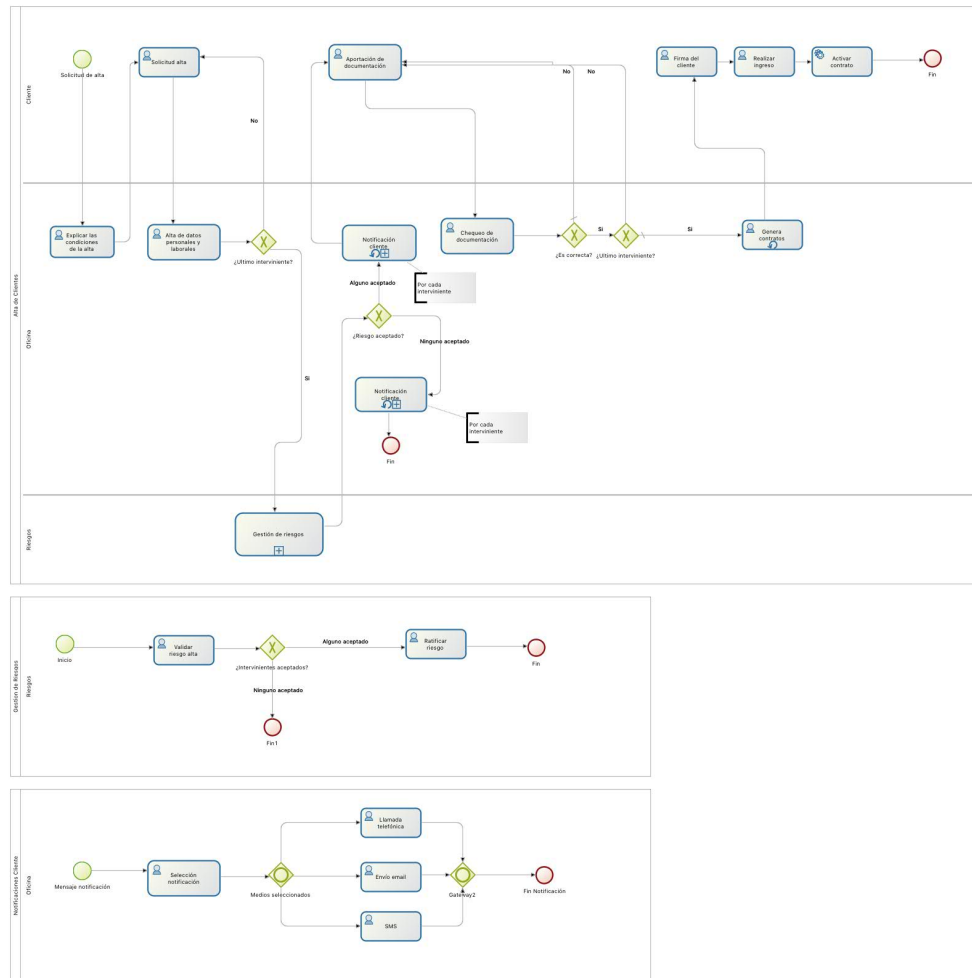 Alta de Clientes
Cliente
Solicitud de alta
Solicitud alta
No
Aportación de
documentación
No
No
Firma del
cliente
Realizar
ingreso
Activar
contrato
Fin
Oficina
Explicar las
condiciones
de la alta
Alta de datos
personales y
laborales
¿Ultimo interviniente?
Si
Notificación
cliente
Por cada
interviniente
Alguno aceptado
¿Riesgo aceptado?
Ninguno aceptado
Notificación
cliente
Por cada
interviniente
Fin
Chequeo de
documentación
¿Es correcta?
Si
¿Ultimo interviniente?
Si
Genera
contratos
Riesgos
Gestión de riesgos
Gestion de Riesgos
Riesgos
Inicio
Validar
riesgo alta
¿Intervinientes aceptados?
Alguno aceptado
Ratificar
riesgo
Fin
Ninguno aceptado
Fin1
Notificaciones Cliente
Oficina
Mensaje notificación
Selección
notificación
Medios seleccionados
Llamada
telefónica
Envío email
SMS
Gateway2
Fin Notificación